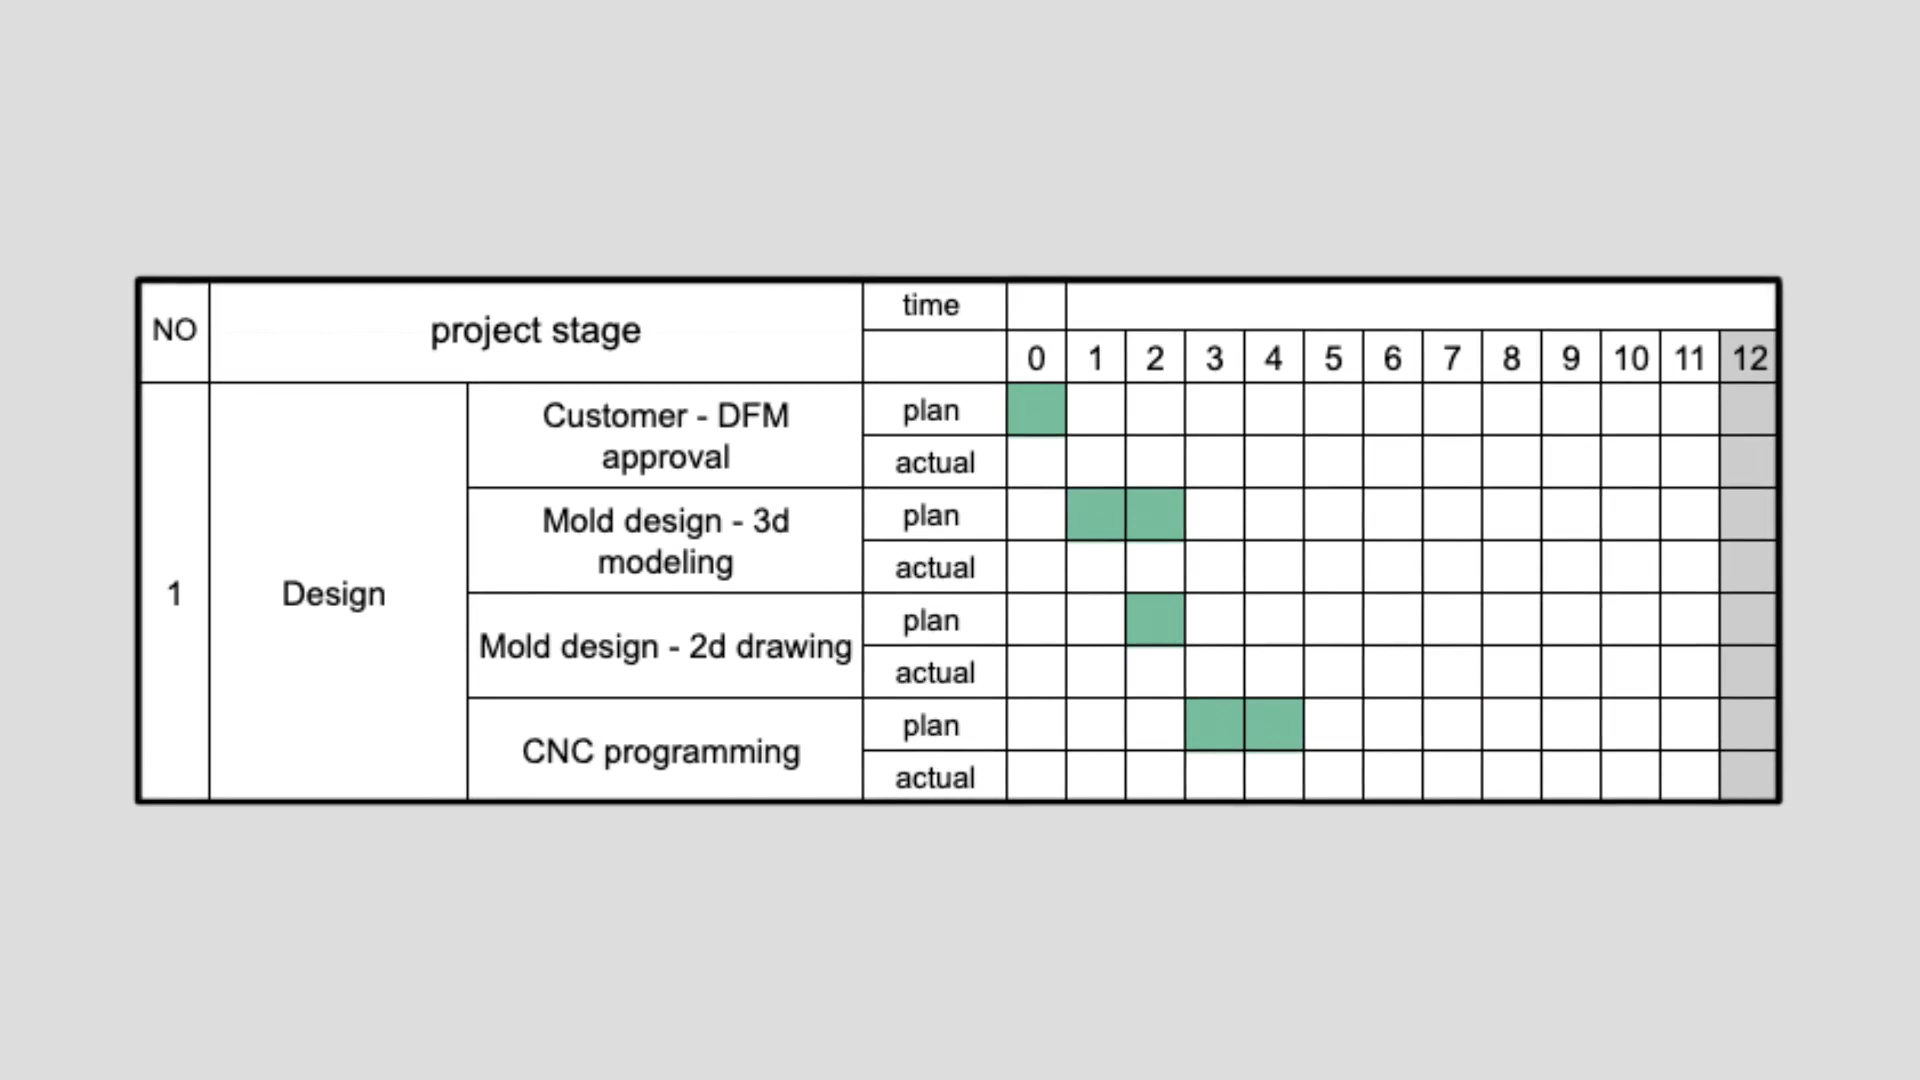 NO
project stage
time
0 1 2 3 4 5 6 7 8 9 10 11 12
1
Design
Customer - DFM
approval
plan
actual
Mold design - 3d
modeling
plan
actual
Mold design - 2d drawing
plan
actual
CNC programming
plan
actual